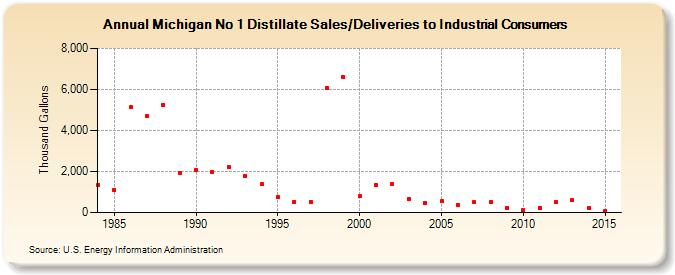 Annual Michigan No 1 Distillate Sales/Deliveries to Industrial Consumers
Thousand Gallons
8,000
6,000
4,000
2,000
0
1985 1990 1995 2000 2005 2010 2015
Source: U.S. Energy Information Administration